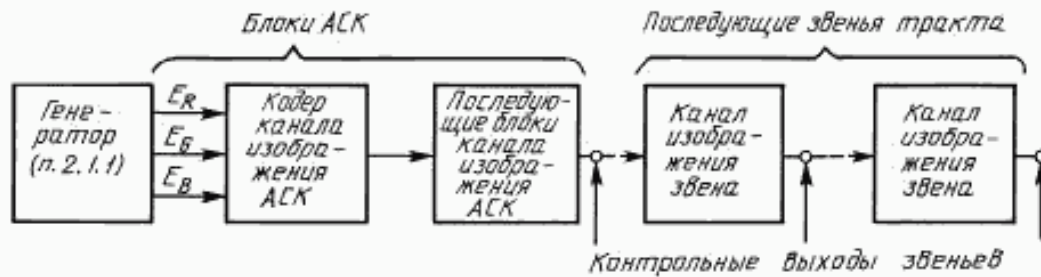 Блоки АСК
Последующие звенья тракта
Гене-
ратор
(п. 2.1.1)
E_R
E_G
E_B
Кодер
канала
изобра-
жения
АСК
Последую-
щие блоки
канала
изобра-
жения
АСК
Канал
изобра-
жения
звена
Канал
изобра-
жения
звена
Контрольные выходы звеньев